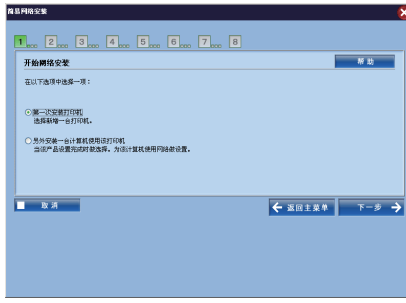 简易网络安装
1 2 3 4 5 6 7 8
开始网络安装
帮助
在以下选项中选择一项：
第一次安装打印机
选择新增一台打印机。
另外安装一台计算机使用该打印机
当该产品设置完成时做选择。为该计算机使用网络做设置。
取消
返回主菜单
下一步